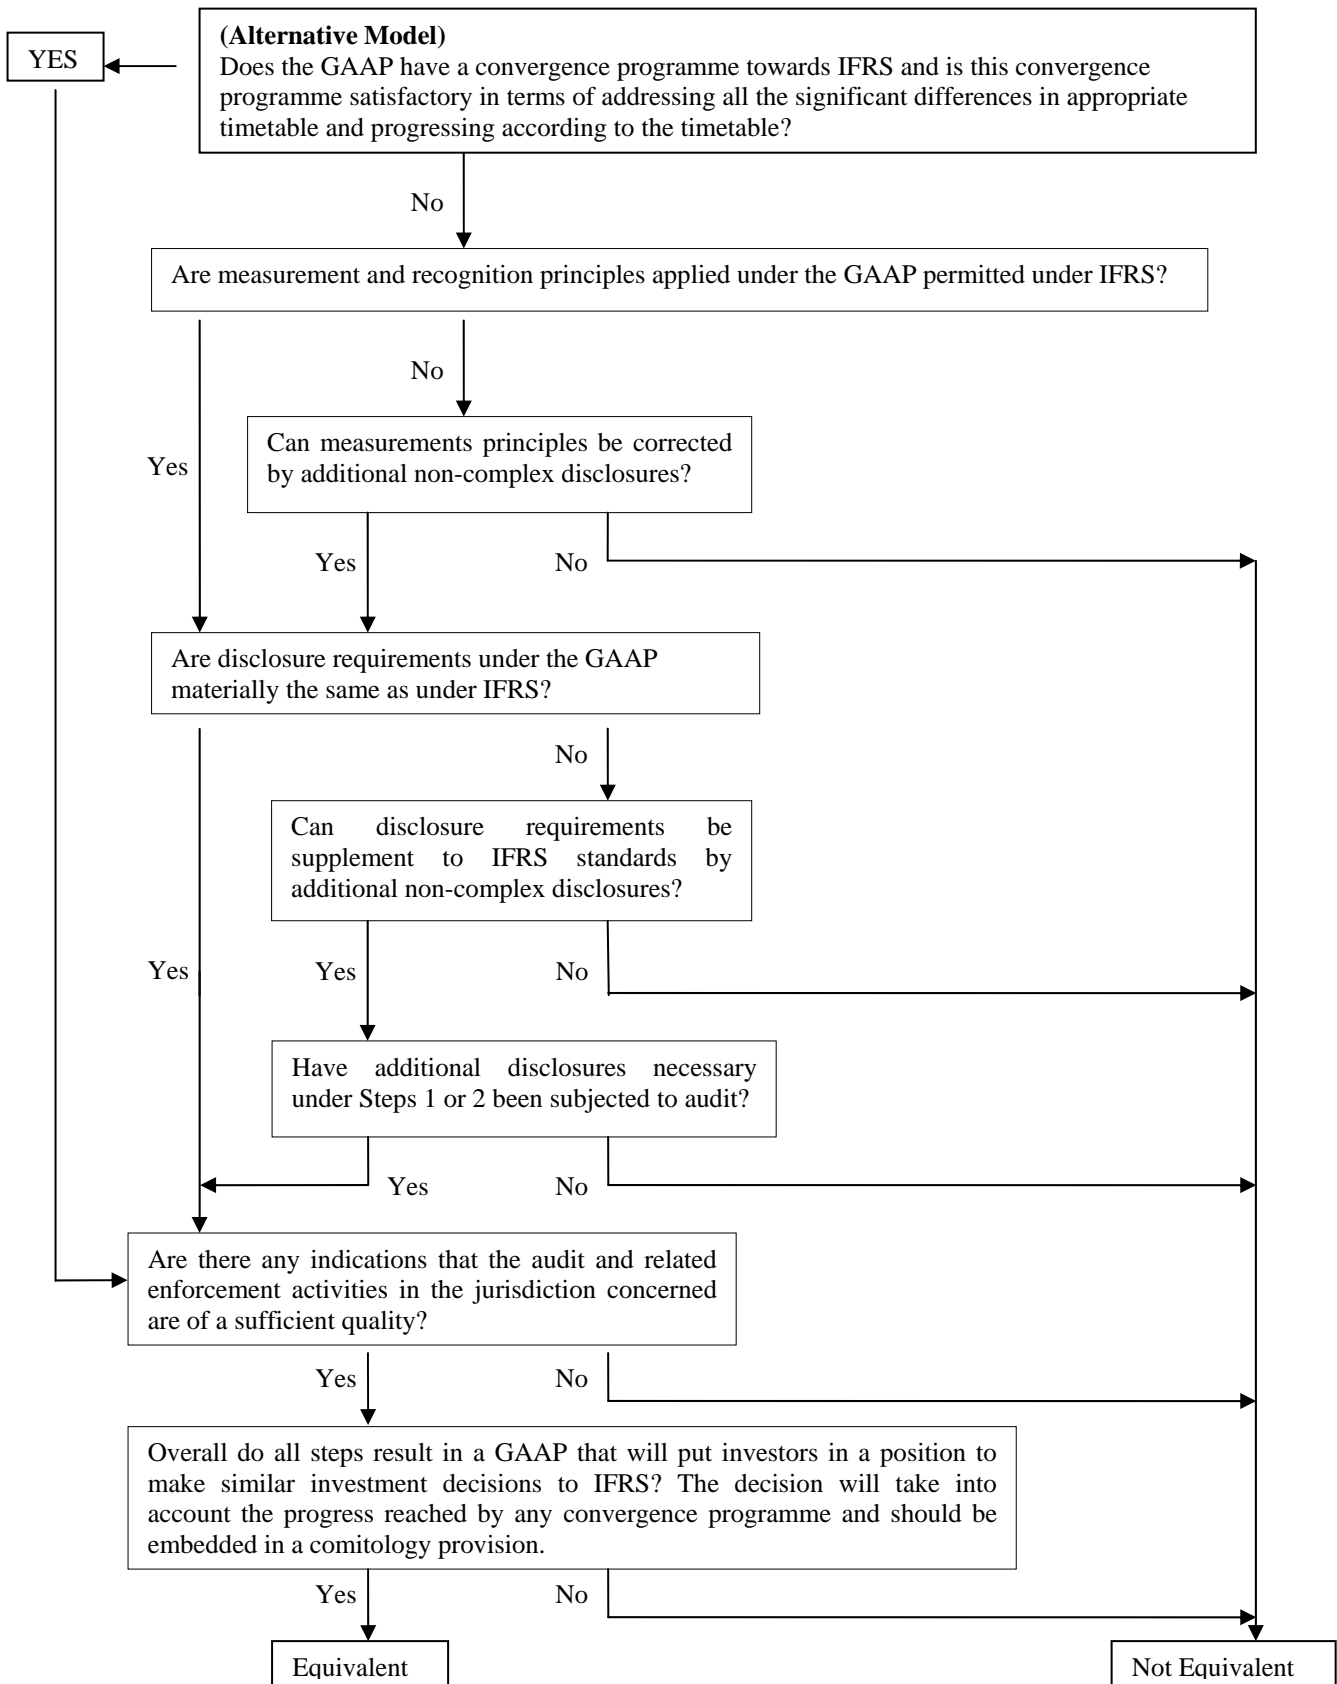 (Alternative Model)
YES
Does the GAAP have a convergence programme towards IFRS and is this convergence
programme satisfactory in terms of addressing all the significant differences in appropriate
timetable and progressing according to the timetable?
No
Are measurement and recognition principles applied under the GAAP permitted under IFRS?
No
Can measurements principles be corrected
by additional non-complex disclosures?
Yes
Yes
No
Are disclosure requirements under the GAAP
materially the same as under IFRS?
No
Can disclosure requirements be
supplement to IFRS standards by
additional non-complex disclosures?
Yes
Yes
No
Have additional disclosures necessary
under Steps 1 or 2 been subjected to audit?
Yes
No
Are there any indications that the audit and related
enforcement activities in the jurisdiction concerned
are of a sufficient quality?
Yes
No
Overall do all steps result in a GAAP that will put investors in a position to
make similar investment decisions to IFRS? The decision will take into
account the progress reached by any convergence programme and should be
embedded in a comitology provision.
Yes
No
Equivalent
Not Equivalent